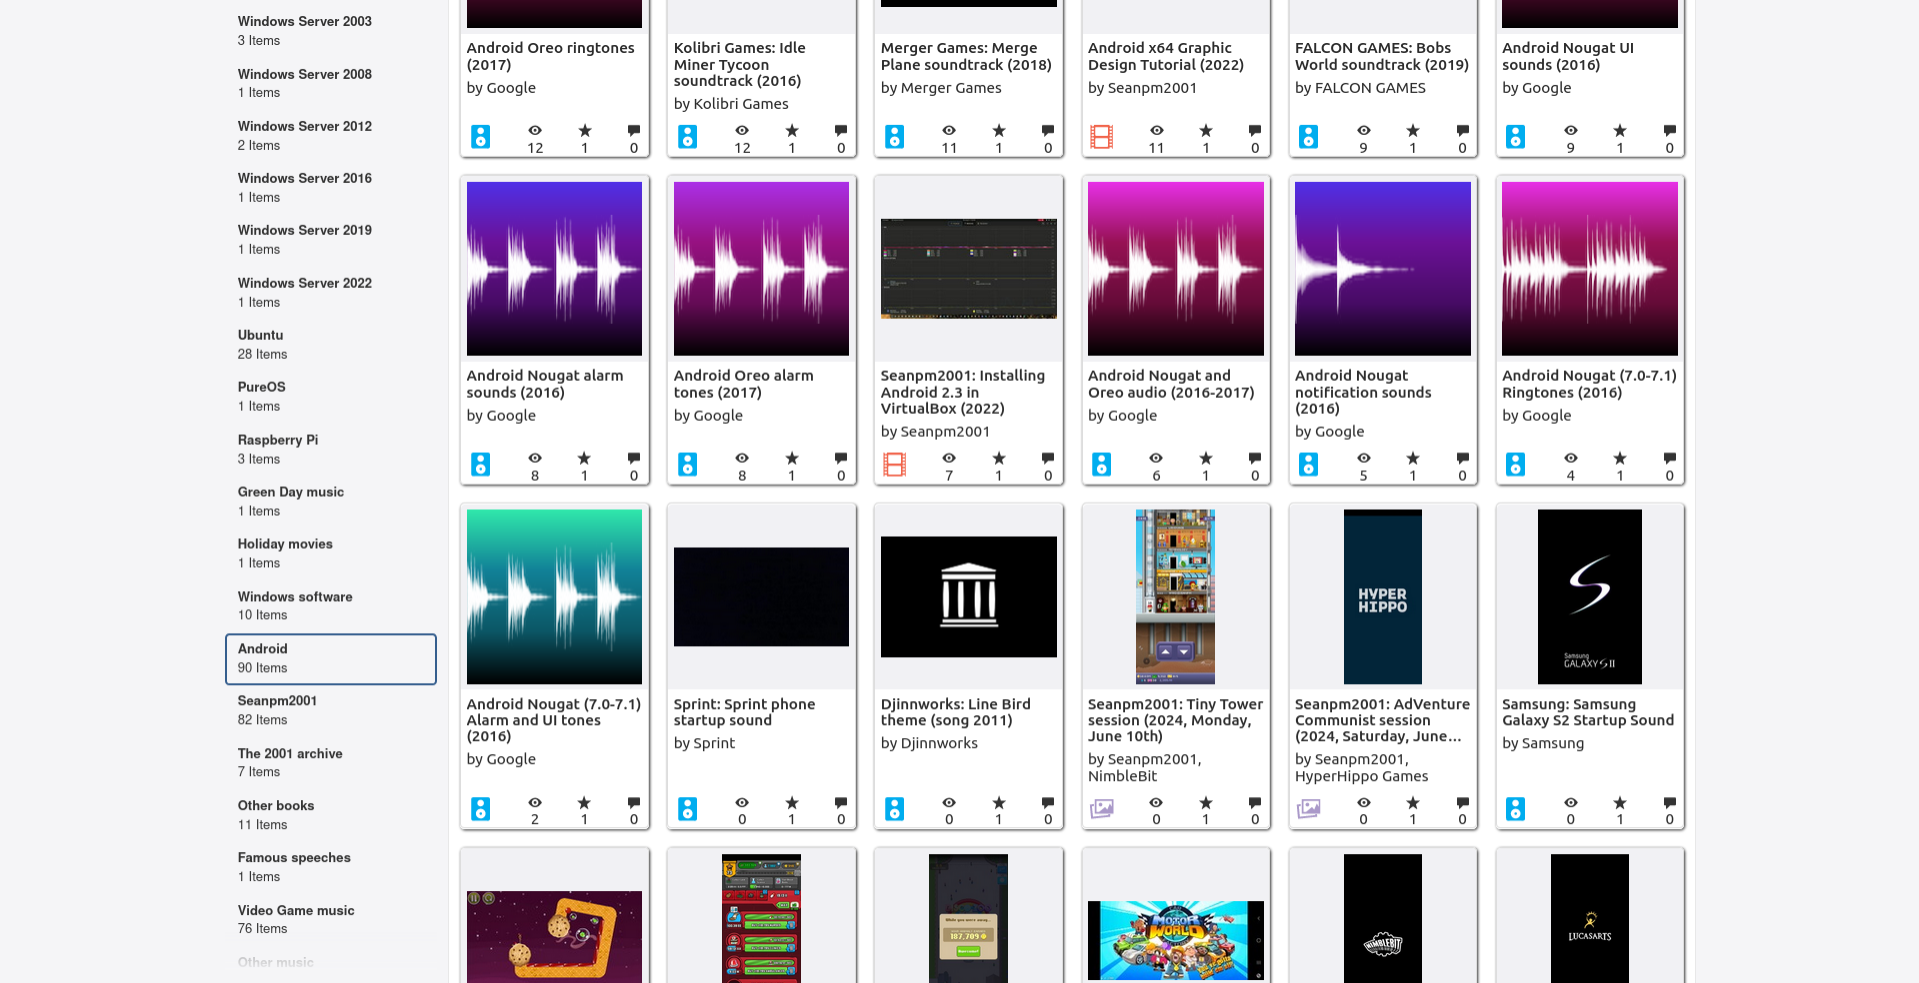 Windows Server 2003
3 Items
Windows Server 2008
1 Items
Windows Server 2012
2 Items
Windows Server 2016
1 Items
Windows Server 2019
1 Items
Windows Server 2022
1 Items
Ubuntu
28 Items
PureOS
1 Items
Raspberry Pi
3 Items
Green Day music
1 Items
Holiday movies
1 Items
Windows software
10 Items
Android
90 Items
Seanpm2001
82 Items
The 2001 archive
7 Items
Other books
11 Items
Famous speeches
1 Items
Video Game music
76 Items
Other music
Android Oreo ringtones
(2017)
by Google
12 1 0
Kolibri Games: Idle
Miner Tycoon
soundtrack (2016)
by Kolibri Games
12 1 0
Merger Games: Merge
Plane soundtrack (2018)
by Merger Games
11 1 0
Android x64 Graphic
Design Tutorial (2022)
by Seanpm2001
11 1 0
FALCON GAMES: Bobs
World soundtrack (2019)
by FALCON GAMES
9 1 0
Android Nougat UI
sounds (2016)
by Google
9 1 0
Android Nougat alarm
sounds (2016)
by Google
8 1 0
Android Oreo alarm
tones (2017)
by Google
8 1 0
Seanpm2001: Installing
Android 2.3 in
VirtualBox (2022)
by Seanpm2001
7 1 0
Android Nougat and
Oreo audio (2016-2017)
by Google
6 1 0
Android Nougat
notification sounds
(2016)
by Google
5 1 0
Android Nougat (7.0-7.1)
Ringtones (2016)
by Google
4 1 0
Android Nougat (7.0-7.1)
Alarm and UI tones
(2016)
by Google
2 1 0
Sprint: Sprint phone
startup sound
by Sprint
0 1 0
Djinnworks: Line Bird
theme (song 2011)
by Djinnworks
0 1 0
Seanpm2001: Tiny Tower
session (2024, Monday,
June 10th)
by Seanpm2001,
NimbleBit
0 1 0
HYPER
HIPPO
Seanpm2001: AdVenture
Communist session
(2024, Saturday, June...
by Seanpm2001,
HyperHippo Games
0 1 0
Samsung
GALAXY S II
Samsung: Samsung
Galaxy S2 Startup Sound
by Samsung
0 1 0
While you were away...
187,709
MOTOR
WORLD
NIMBLEBIT
LUCASARTS